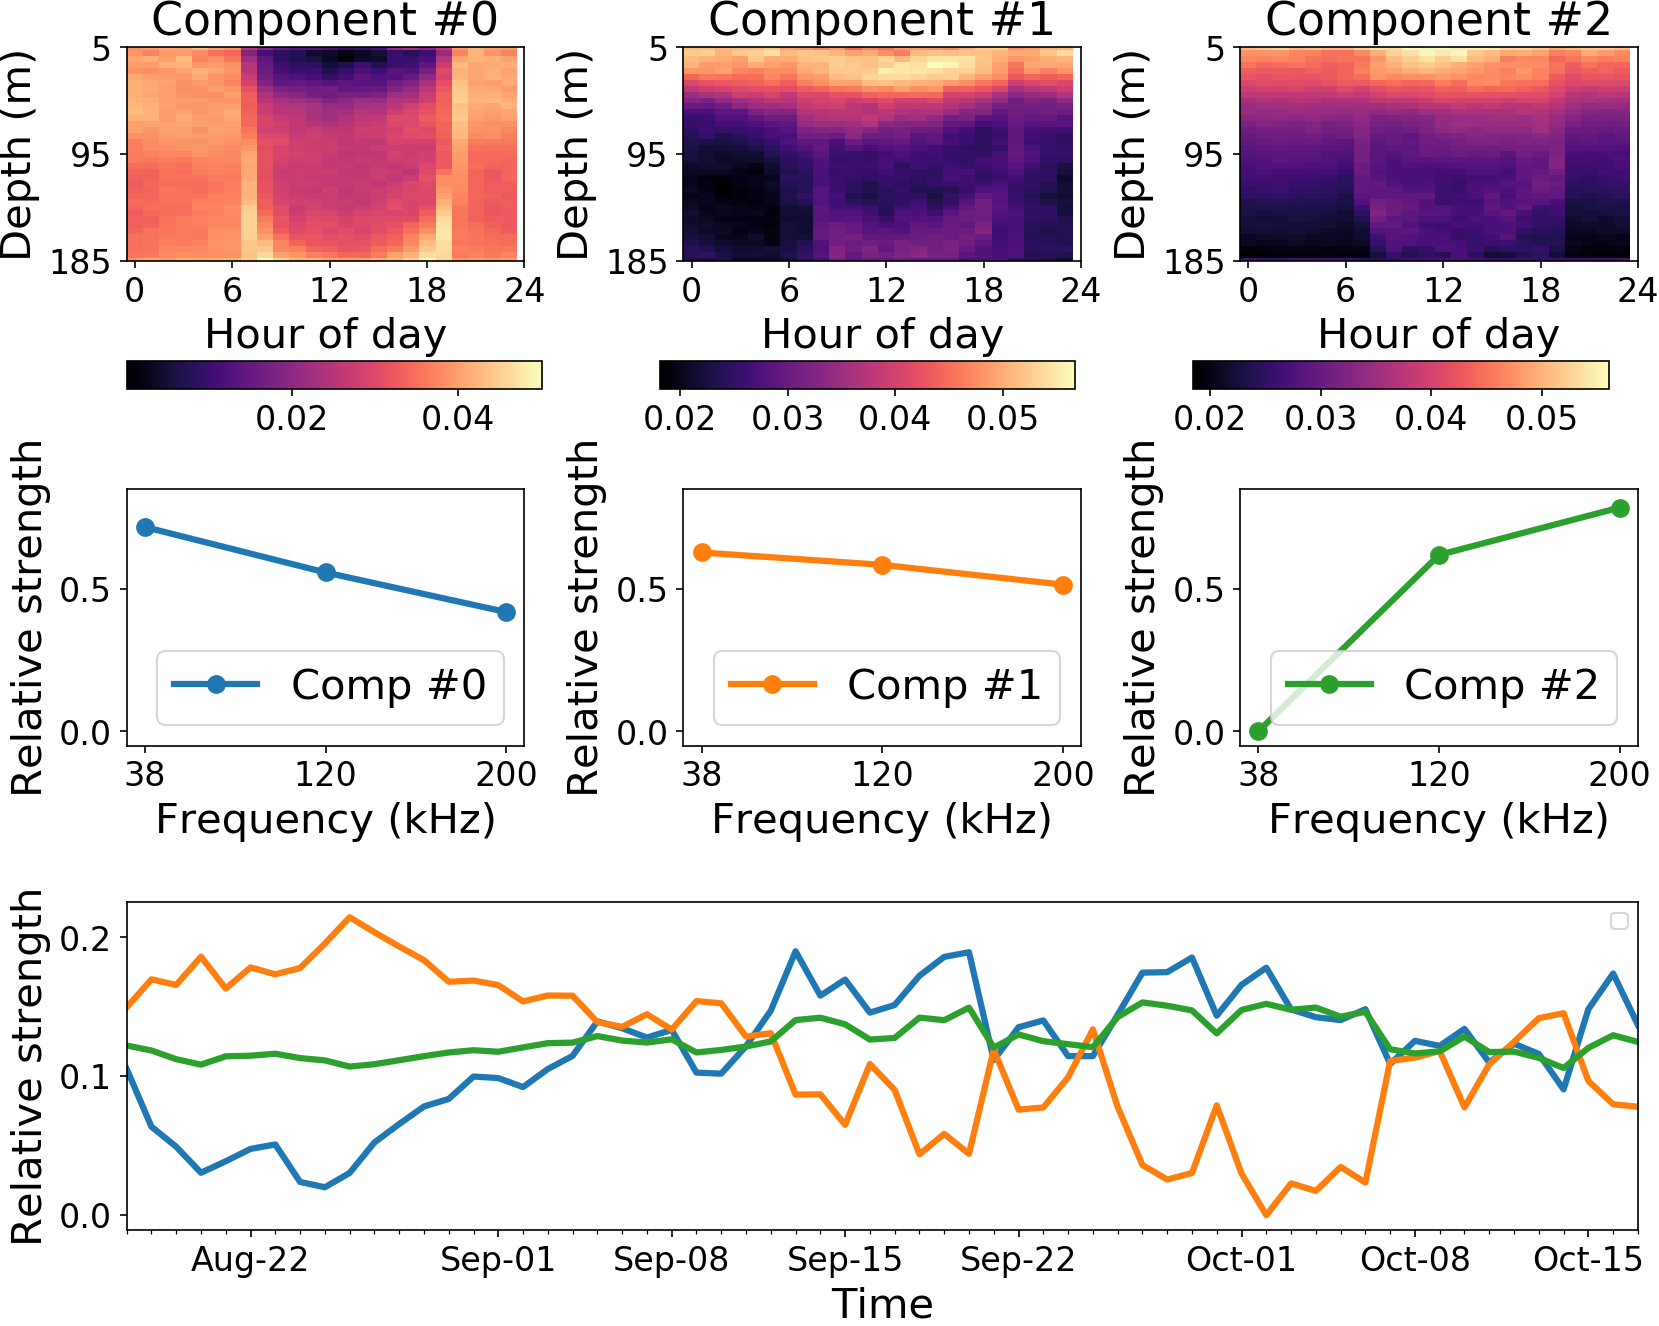 Component #0 Component #1 Component #2
Depth (m) Depth (m) Depth (m)
5 5 5
95 95 95
185 185 185
0 6 12 18 24 0 6 12 18 24 0 6 12 18 24
Hour of day Hour of day Hour of day
0.02 0.04 0.02 0.03 0.04 0.05 0.02 0.03 0.04 0.05
Relative strength Relative strength Relative strength
0.5 0.5 0.5
Comp #0 Comp #1 Comp #2
0.0 0.0 0.0
38 120 200 38 120 200 38 120 200
Frequency (kHz) Frequency (kHz) Frequency (kHz)
Relative strength
0.2
0.1
0.0
Aug-22 Sep-01 Sep-08 Sep-15 Sep-22 Oct-01 Oct-08 Oct-15
Time